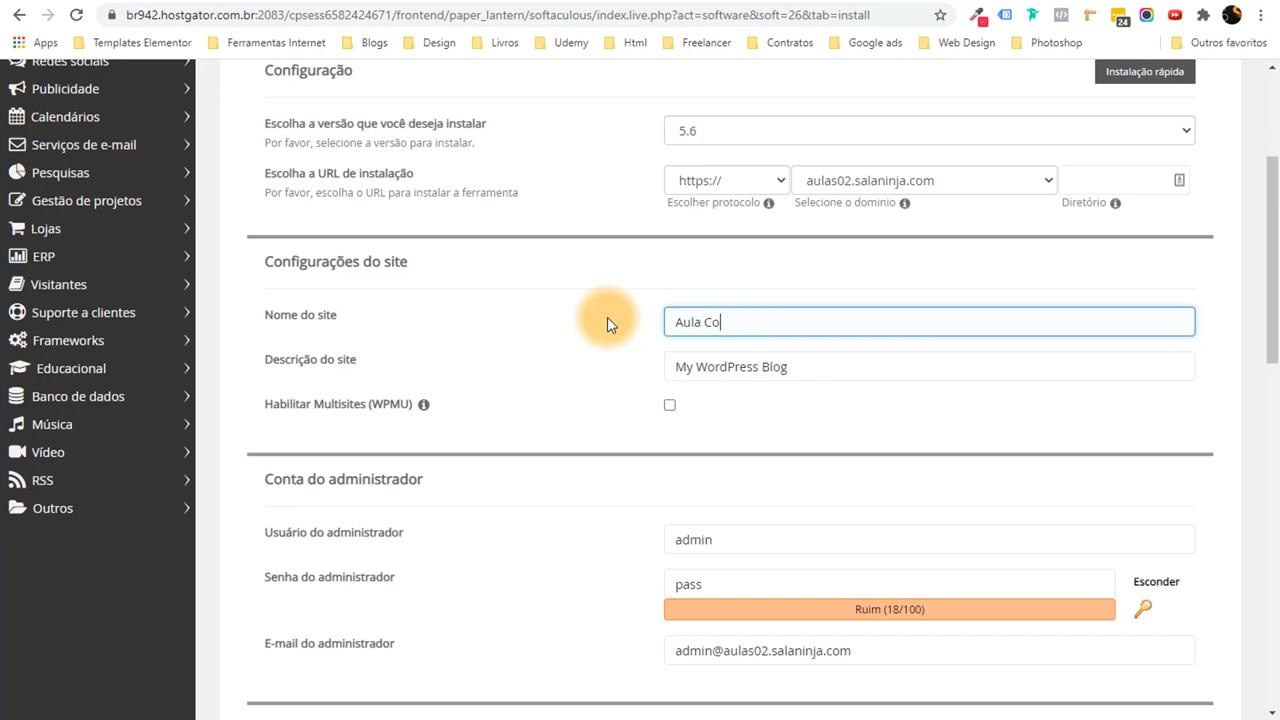 br942.hostgator.com.br:2083/cpsess6582424671/frontend/paper_lantern/softaculous/index.live.php?act=software&soft=26&tab=install
24
Apps Templates Elementor Ferramentas Internet Blogs Design Livros Udemy Html Freelancer Contratos Google ads Web Design Photoshop Outros favoritos
Redes sociais
Publicidade
Calendários
Serviços de e-mail
Pesquisas
Gestão de projetos
Lojas
ERP
Visitantes
Suporte a clientes
Frameworks
Educacional
Banco de dados
Música
Vídeo
RSS
Outros
Configuração
Instalação rápida
Escolha a versão que você deseja instalar
Por favor, selecione a versão para instalar.
5.6
Escolha a URL de instalação
Por favor, escolha o URL para instalar a ferramenta
https:// aulas02.salaninja.com
Escolher protocolo Selecione o dominio Diretório
Configurações do site
Nome do site
Aula Co
Descrição do site
My WordPress Blog
Habilitar Multisites (WPMU)
Conta do administrador
Usuário do administrador
admin
Senha do administrador
pass
Esconder
Ruim (18/100)
E-mail do administrador
admin@aulas02.salaninja.com